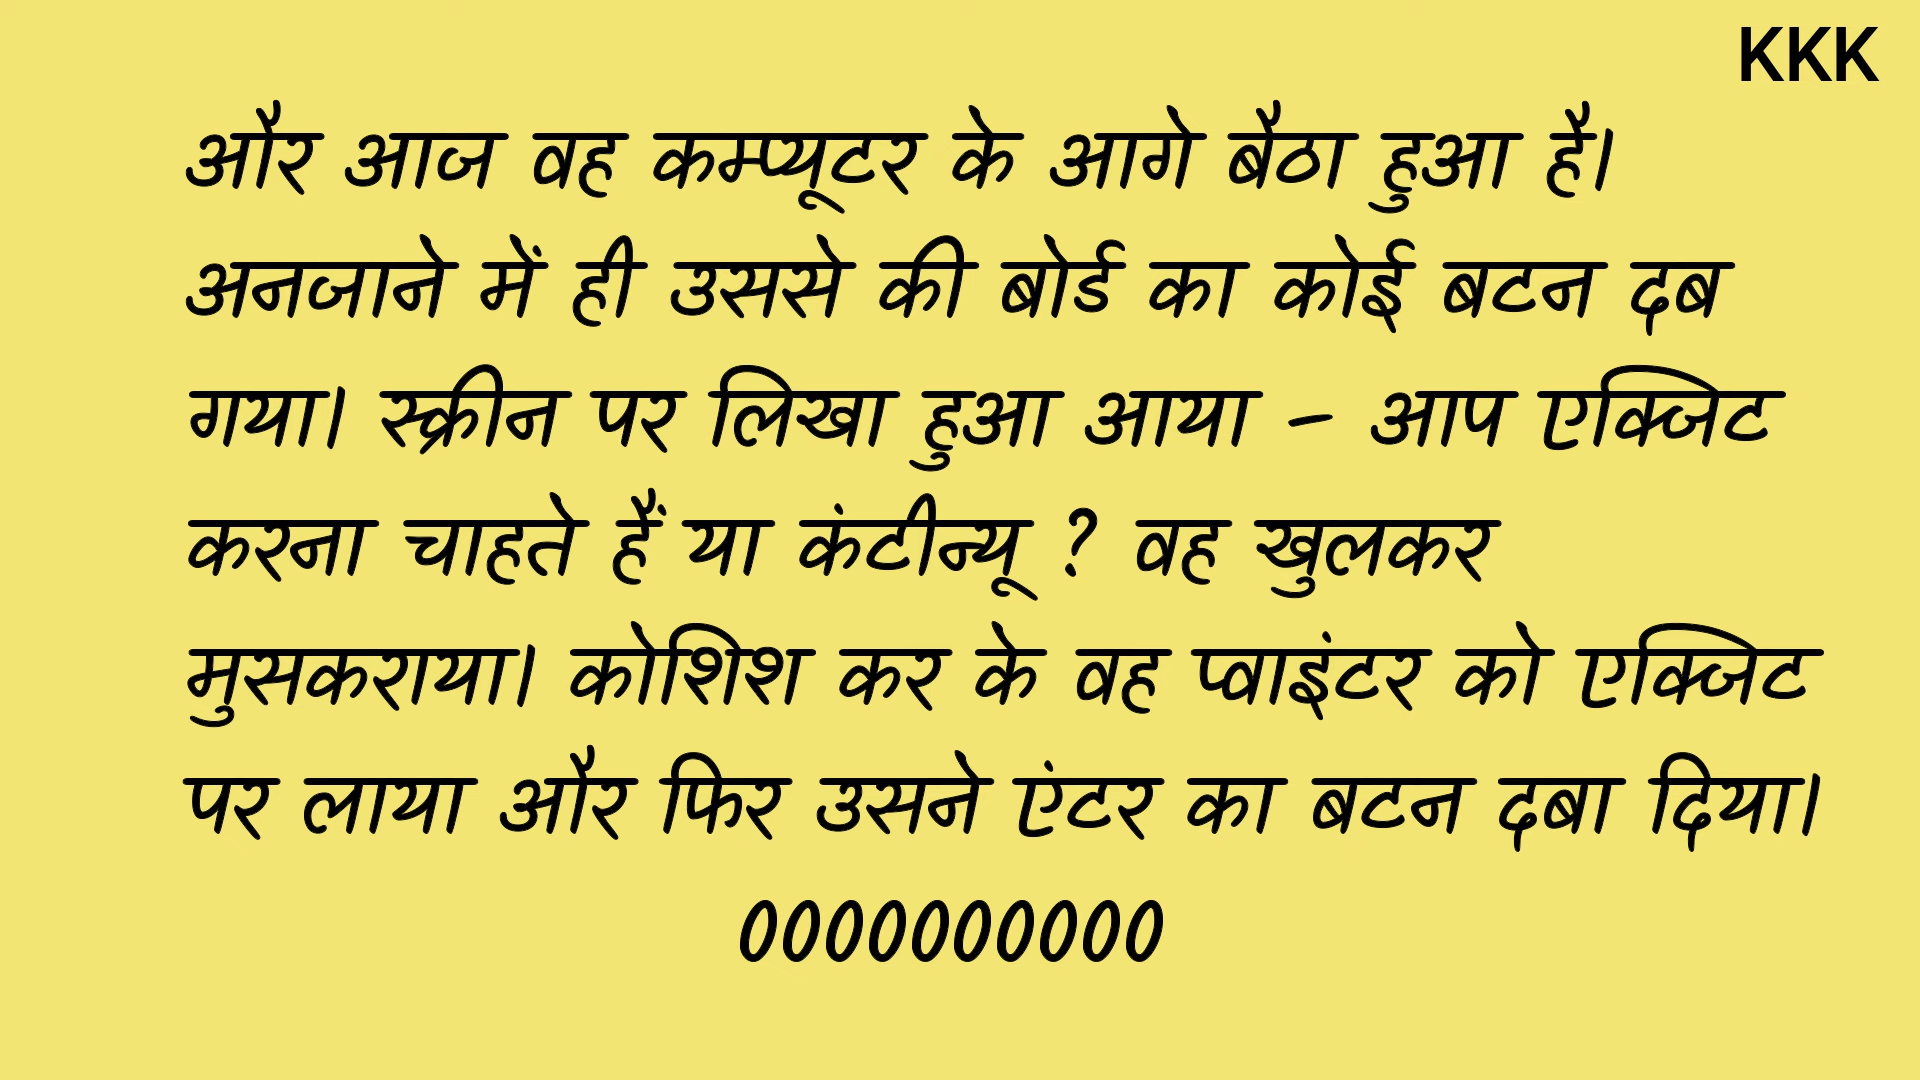 KKK
और आज वह कम्प्यूटर के आगे बैठा हुआ है।
अनजाने में ही उससे की बोर्ड का कोई बटन दब
गया। स्क्रीन पर लिखा हुआ आया - आप एक्जिट
करना चाहते हैं या कंटीन्यू ? वह खुलकर
मुसकराया। कोशिश कर के वह प्वाइंटर को एक्जिट
पर लाया और फिर उसने एंटर का बटन दबा दिया।
0000000000